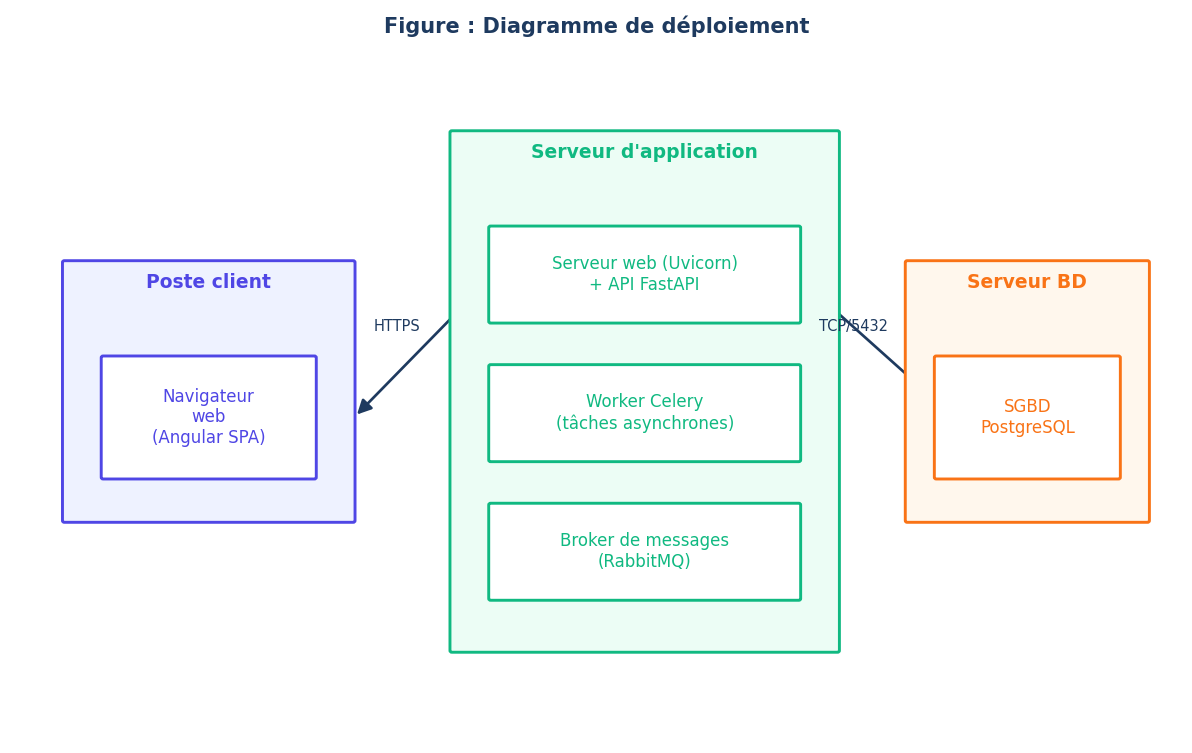 Figure : Diagramme de déploiement
Poste client
Navigateur
web
(Angular SPA)
HTTPS
Serveur d'application
Serveur web (Uvicorn)
+ API FastAPI
Worker Celery
(tâches asynchrones)
Broker de messages
(RabbitMQ)
TCP/5432
Serveur BD
SGBD
PostgreSQL